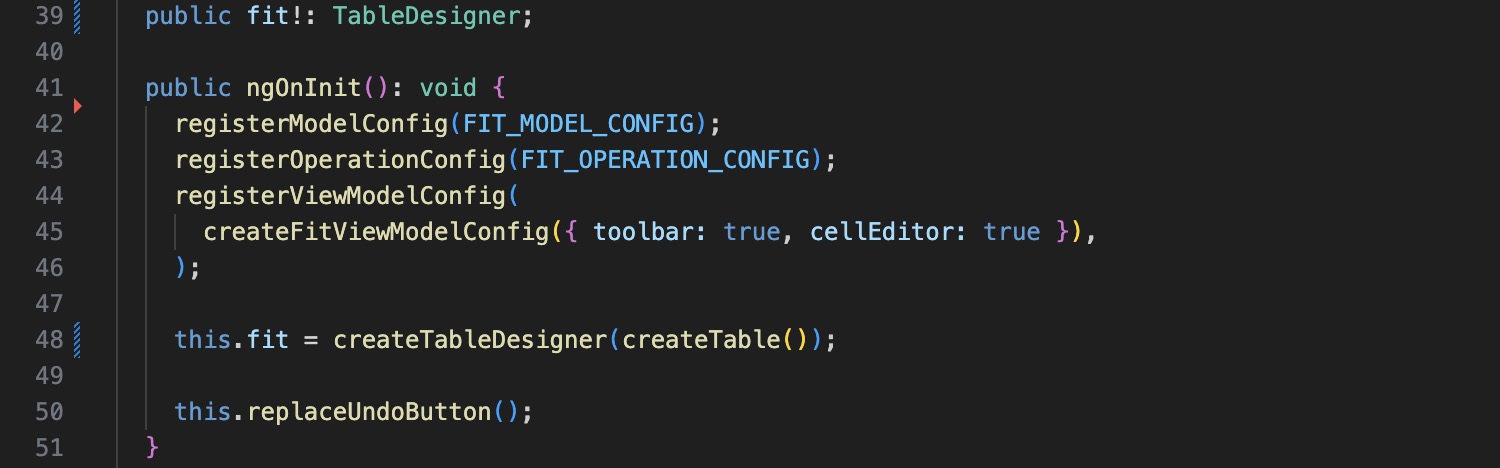 39 public fit!: TableDesigner;
40
41 public ngOnInit(): void {
42 registerModelConfig(FIT_MODEL_CONFIG);
43 registerOperationConfig(FIT_OPERATION_CONFIG);
44 registerViewModelConfig(
45 createFitViewModelConfig({ toolbar: true, cellEditor: true }),
46 );
47
48 this.fit = createTableDesigner(createTable());
49
50 this.replaceUndoButton();
51 }